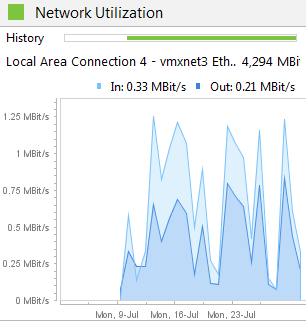 Network Utilization
History
Local Area Connection 4 - vmxnet3 Eth.. 4,294 MBit
In: 0.33 MBit/s Out: 0.21 MBit/s
1.25 MBit/s
1.00 MBit/s
0.75 MBit/s
0.50 MBit/s
0.25 MBit/s
0 MBit/s
Mon, 9-Jul Mon, 16-Jul Mon, 23-Jul